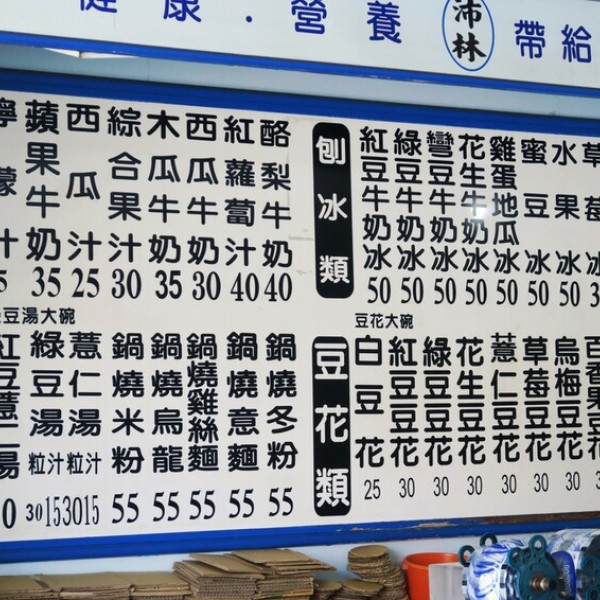 健康．營養
沛林
帶給
檬汁
蘋果牛奶 35
西瓜汁 25
綜合果汁 30
木瓜牛奶 35
西瓜牛奶 30
紅蘿蔔汁 40
酪梨牛奶 40
刨冰類
紅豆牛奶冰 50
綠豆牛奶冰 50
彎豆牛奶冰 50
花生牛奶冰 50
雞蛋地瓜冰 50
蜜豆冰 50
水果冰 50
草莓冰
豆湯大碗
紅豆薏仁湯
綠豆湯 粒汁 30 15
薏仁湯 粒汁 30 15
鍋燒米粉 55
鍋燒烏龍 55
鍋燒雞絲麵 55
鍋燒意麵 55
鍋燒冬粉 55
豆花大碗
豆花類
白豆花 25
紅豆豆花 30
綠豆豆花 30
花生豆花 30
薏仁豆花 30
草莓豆花 30
烏梅豆花 30
百香果豆花